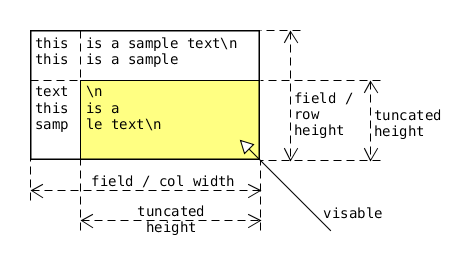 this is a sample text\n
this is a sample
text \n
this is a
samp le text\n
field /
row
height
tuncated
height
field / col width
tuncated
height
visable